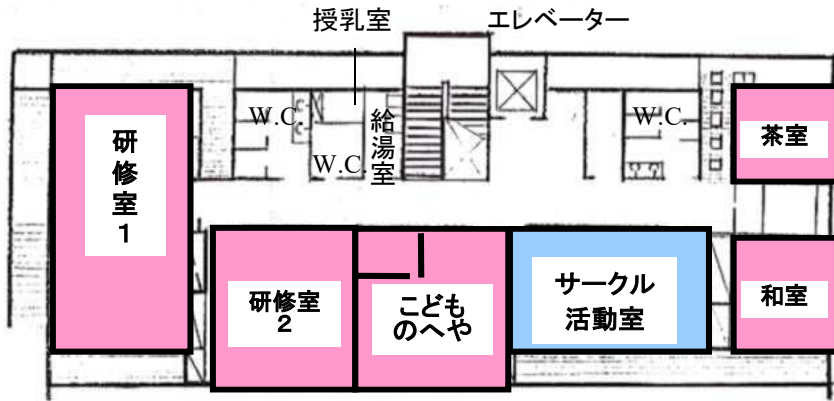 授乳室
エレベーター
W.C.
W.C.
給湯室
W.C.
研修室1
茶室
研修室
2
こども
のへや
サークル
活動室
和室